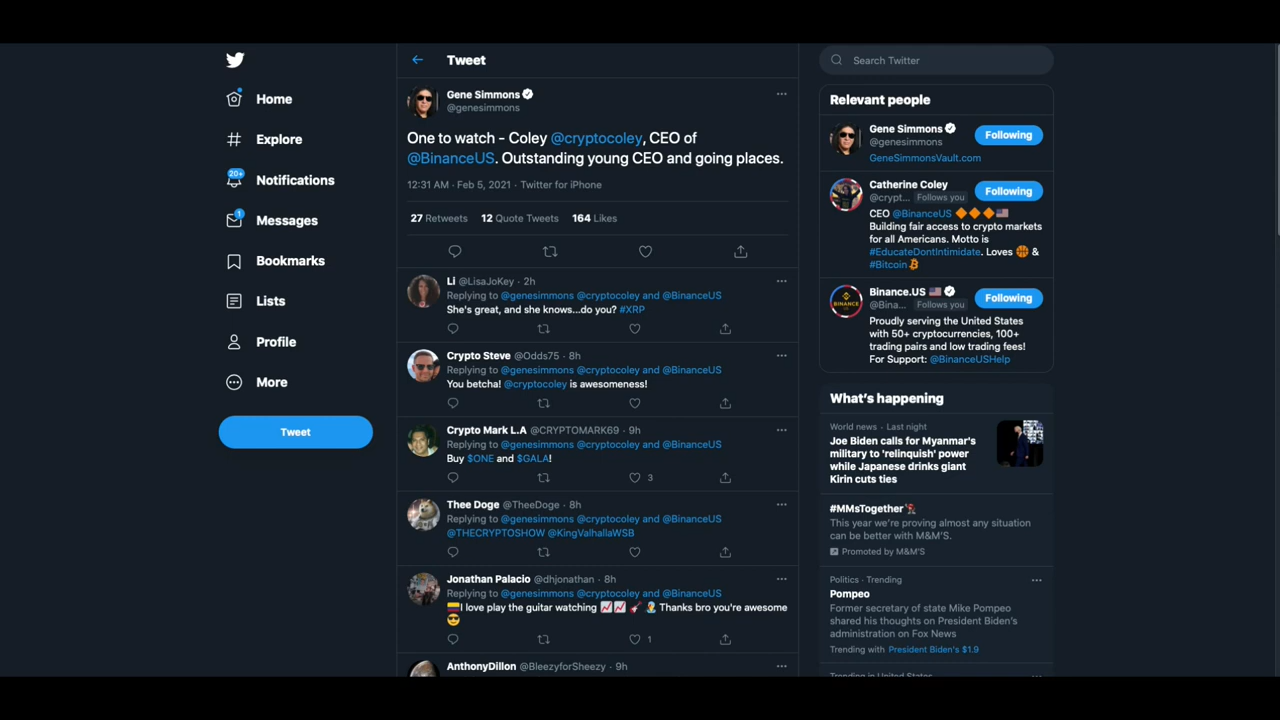 Home
Explore
20+
Notifications
1
Messages
Bookmarks
Lists
Profile
More
Tweet
Tweet
Gene Simmons
@genesimmons
One to watch - Coley @cryptocoley, CEO of
@BinanceUS. Outstanding young CEO and going places.
12:31 AM · Feb 5, 2021 · Twitter for iPhone
27 Retweets 12 Quote Tweets 164 Likes
Li @LisaJoKey · 2h
Replying to @genesimmons @cryptocoley and @BinanceUS
She's great, and she knows...do you? #XRP
Crypto Steve @Odds75 · 8h
Replying to @genesimmons @cryptocoley and @BinanceUS
You betcha! @cryptocoley is awesomeness!
Crypto Mark L.A @CRYPTOMARK69 · 9h
Replying to @genesimmons @cryptocoley and @BinanceUS
Buy $ONE and $GALA!
3
Thee Doge @TheeDoge · 8h
Replying to @genesimmons @cryptocoley and @BinanceUS
@THECRYPTOSHOW @KingValhallaWSB
Jonathan Palacio @dhjonathan · 8h
Replying to @genesimmons @cryptocoley and @BinanceUS
I love play the guitar watching Thanks bro you're awesome
1
AnthonyDillon @BleezyforSheezy · 9h
Search Twitter
Relevant people
Gene Simmons
@genesimmons
Following
GeneSimmonsVault.com
Catherine Coley
@crypt... Follows you
Following
CEO @BinanceUS
Building fair access to crypto markets
for all Americans. Motto is
#EducateDontIntimidate. Loves &
#Bitcoin
Binance.US
@Bina... Follows you
Following
BINANCE
Proudly serving the United States
with 50+ cryptocurrencies, 100+
trading pairs and low trading fees!
For Support: @BinanceUSHelp
What's happening
World news · Last night
Joe Biden calls for Myanmar's
military to 'relinquish' power
while Japanese drinks giant
Kirin cuts ties
#MMsTogether
This year we're proving almost any situation
can be better with M&M'S.
Promoted by M&M'S
Politics · Trending
Pompeo
Former secretary of state Mike Pompeo
shared his thoughts on President Biden's
administration on Fox News
Trending with President Biden's $1.9
Trending in United States